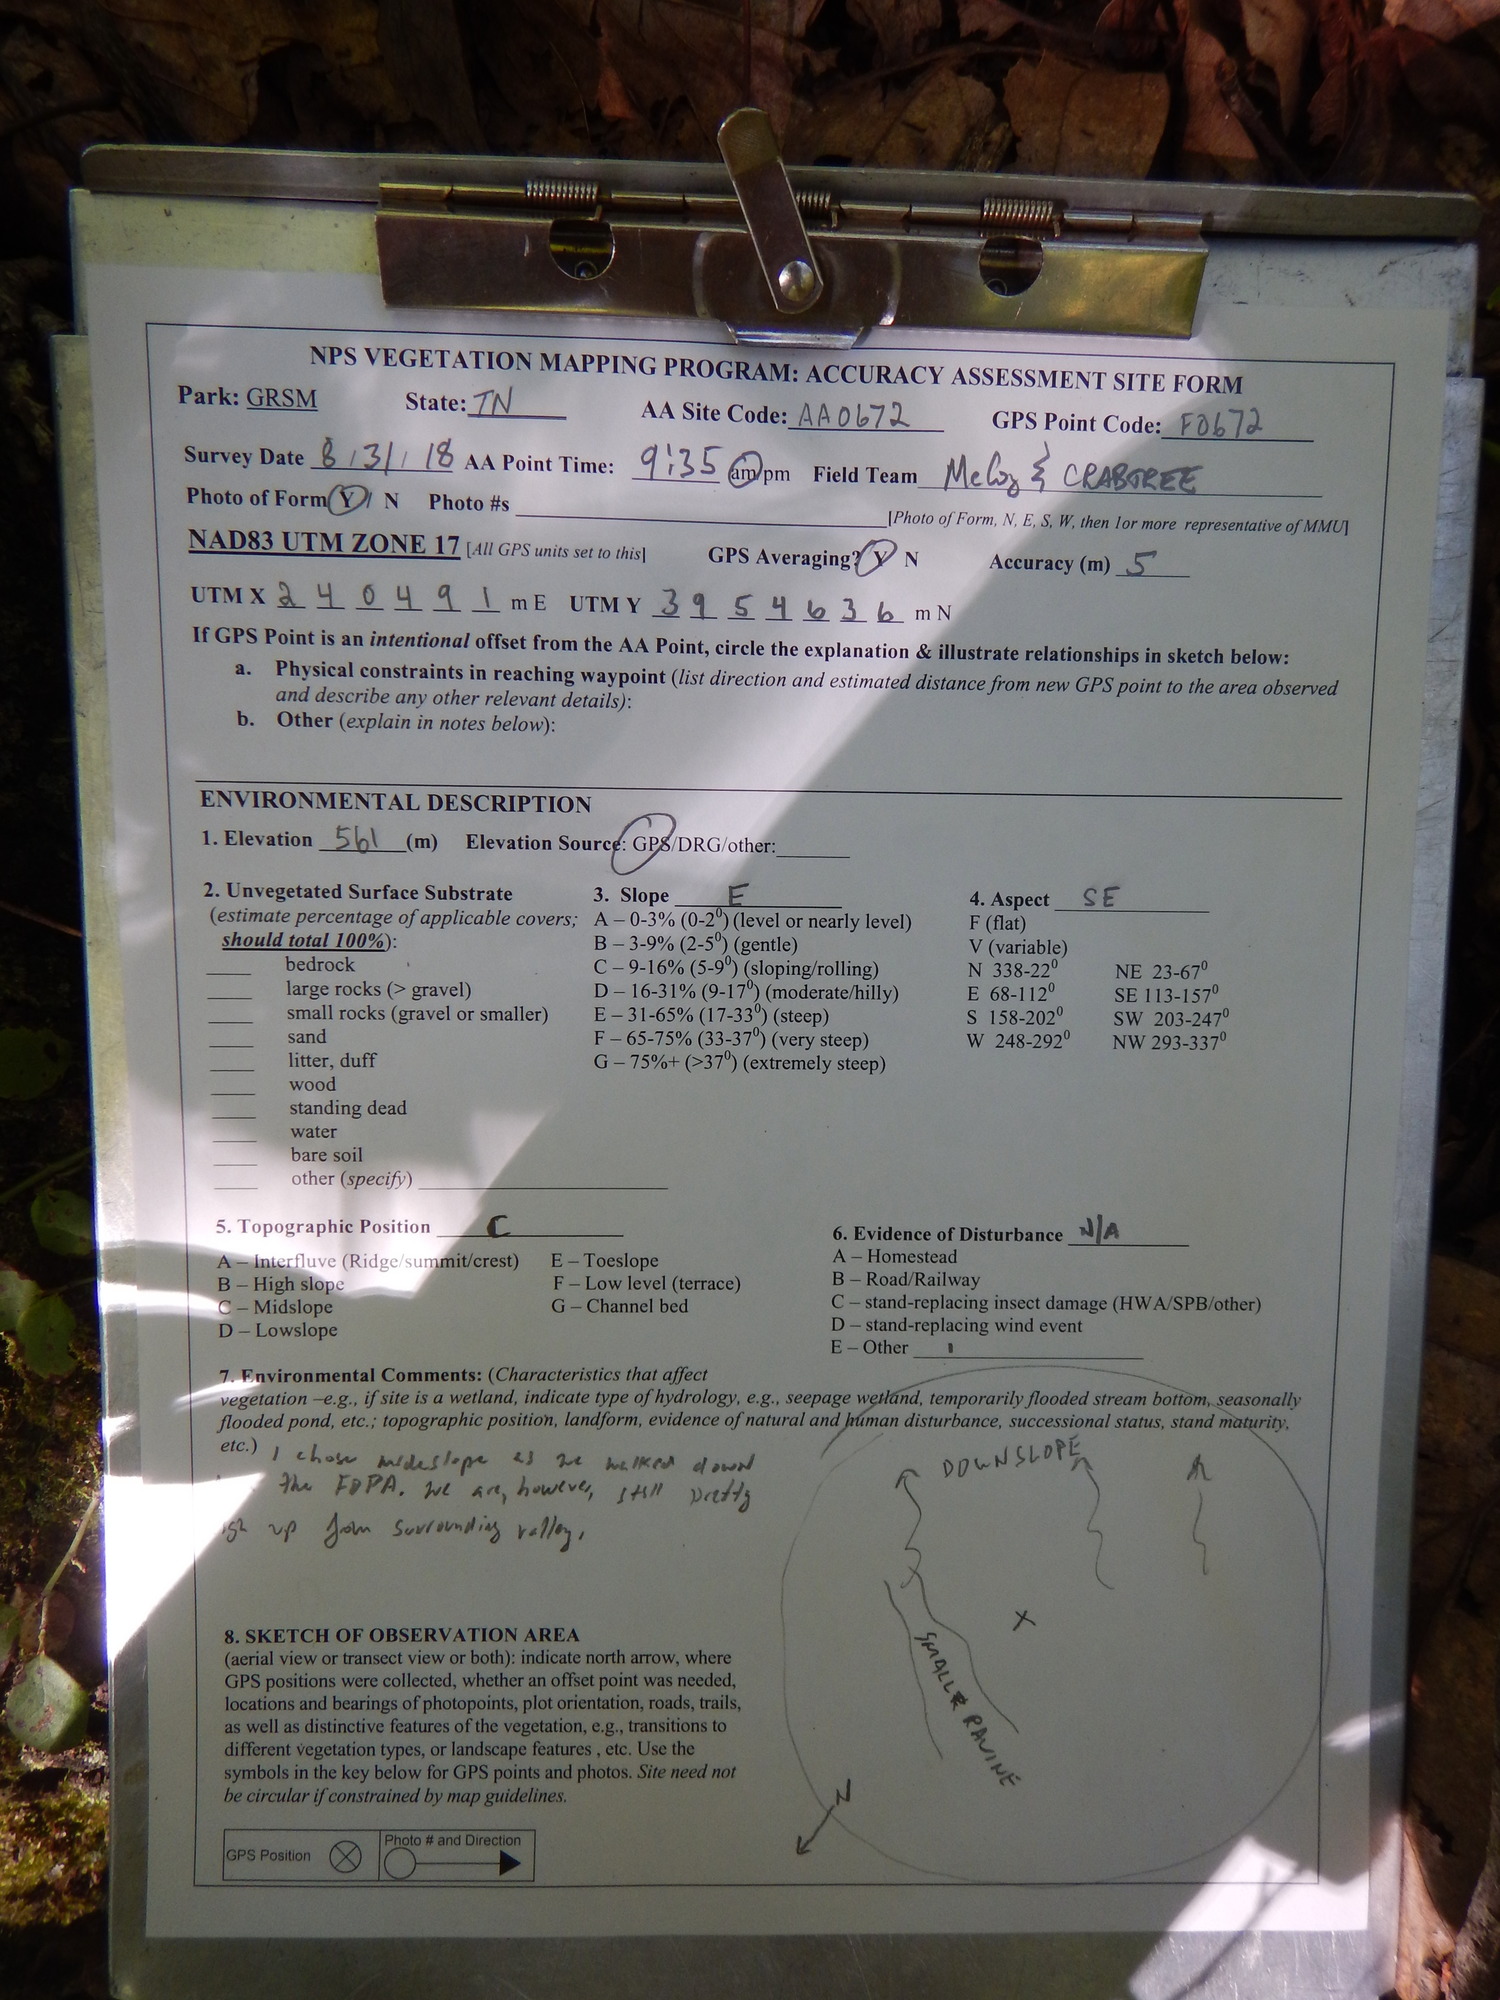 NPS VEGETATION MAPPING PROGRAM: ACCURACY ASSESSMENT SITE FORM
Park: GRSM State: TN AA Site Code: AA0672 GPS Point Code: F0672
Survey Date 8/31/18 AA Point Time: 9:35 am pm Field Team & CRABTREE
Photo of Form Y / N Photo #s [Photo of Form, N, E, S, W, then 1or more representative of MMU]
NAD83 UTM ZONE 17 [All GPS units set to this] GPS Averaging? Y N Accuracy (m) 5
UTM X 2 4 0 4 9 1 m E UTM Y 3 9 5 4 6 3 6 m N
If GPS Point is an intentional offset from the AA Point, circle the explanation & illustrate relationships in sketch below:
a. Physical constraints in reaching waypoint (list direction and estimated distance from new GPS point to the area observed
and describe any other relevant details):
b. Other (explain in notes below):
ENVIRONMENTAL DESCRIPTION
1. Elevation 561 (m) Elevation Source: GPS/DRG/other:
2. Unvegetated Surface Substrate
(estimate percentage of applicable covers;
should total 100%):
bedrock
large rocks (> gravel)
small rocks (gravel or smaller)
sand
litter, duff
wood
standing dead
water
bare soil
other (specify)
3. Slope E
A – 0-3% (0-2⁰) (level or nearly level)
B – 3-9% (2-5⁰) (gentle)
C – 9-16% (5-9⁰) (sloping/rolling)
D – 16-31% (9-17⁰) (moderate/hilly)
E – 31-65% (17-33⁰) (steep)
F – 65-75% (33-37⁰) (very steep)
G – 75%+ (>37⁰) (extremely steep)
4. Aspect SE
F (flat)
V (variable)
N 338-22⁰ NE 23-67⁰
E 68-112⁰ SE 113-157⁰
S 158-202⁰ SW 203-247⁰
W 248-292⁰ NW 293-337⁰
5. Topographic Position C
A – Interfluve (Ridge/summit/crest) E – Toeslope
B – High slope F – Low level (terrace)
C – Midslope G – Channel bed
D – Lowslope
6. Evidence of Disturbance N/A
A – Homestead
B – Road/Railway
C – stand-replacing insect damage (HWA/SPB/other)
D – stand-replacing wind event
E – Other
7. Environmental Comments: (Characteristics that affect
vegetation –e.g., if site is a wetland, indicate type of hydrology, e.g., seepage wetland, temporarily flooded stream bottom, seasonally
flooded pond, etc.; topographic position, landform, evidence of natural and human disturbance, successional status, stand maturity,
etc.) I chose midslope as we walked down
the . We are, however, still pretty
up from surrounding valley.
DOWNSLOPE
X
SMALL RAVINE
N
8. SKETCH OF OBSERVATION AREA
(aerial view or transect view or both): indicate north arrow, where
GPS positions were collected, whether an offset point was needed,
locations and bearings of photopoints, plot orientation, roads, trails,
as well as distinctive features of the vegetation, e.g., transitions to
different vegetation types, or landscape features , etc. Use the
symbols in the key below for GPS points and photos. Site need not
be circular if constrained by map guidelines.
GPS Position Photo # and Direction